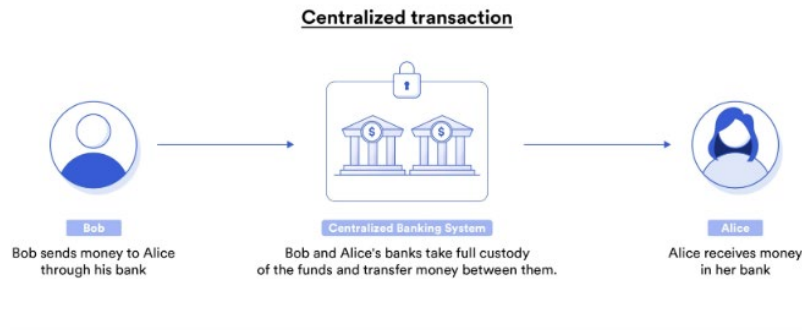 Centralized transaction
$ $
Bob
Centralized Banking System
Alice
Bob sends money to Alice
through his bank
Bob and Alice's banks take full custody
of the funds and transfer money between them.
Alice receives money
in her bank